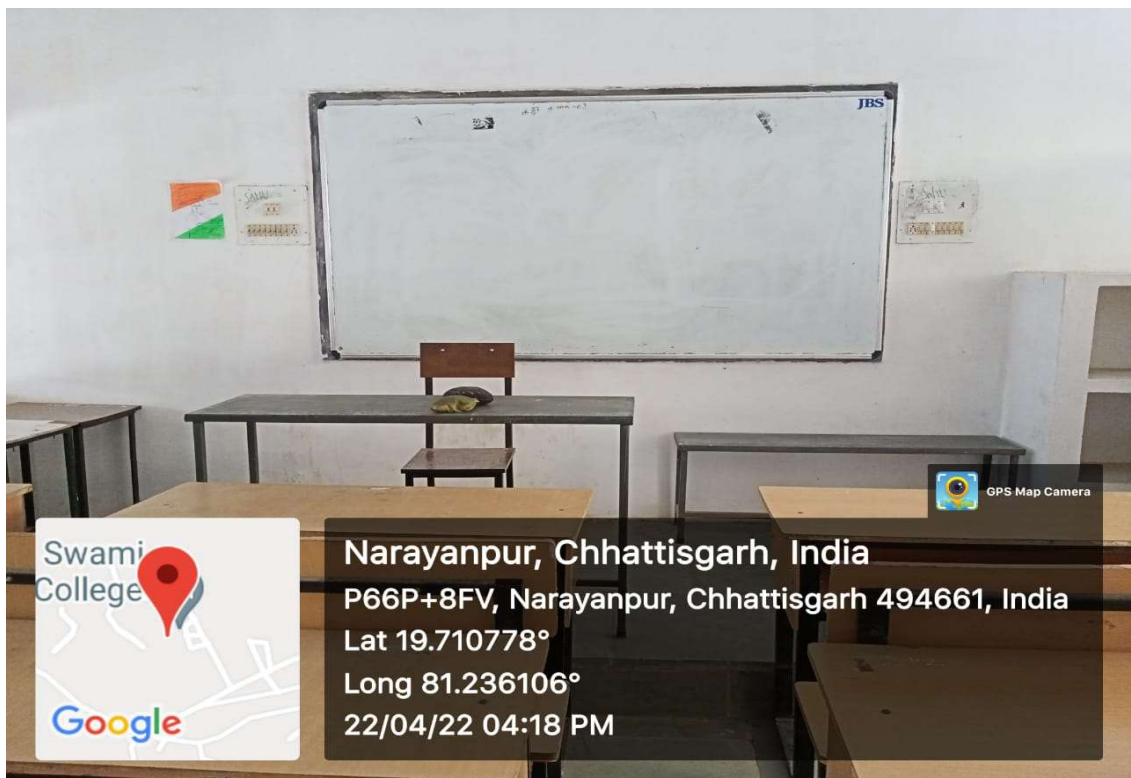 JBS
SAHU
GPS Map Camera
Swami
College
Google
Narayanpur, Chhattisgarh, India
P66P+8FV, Narayanpur, Chhattisgarh 494661, India
Lat 19.710778°
Long 81.236106°
22/04/22 04:18 PM